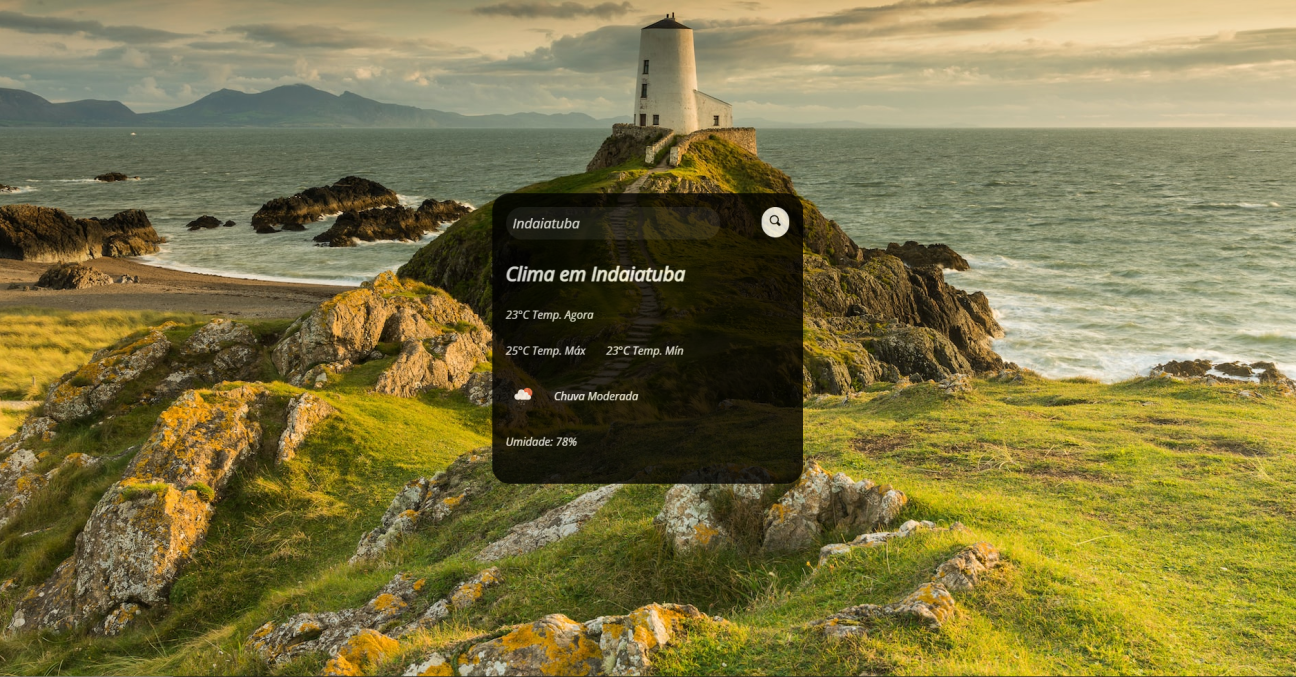 Indaiatuba
Clima em Indaiatuba
23°C Temp. Agora
25°C Temp. Máx 23°C Temp. Mín
Chuva Moderada
Umidade: 78%